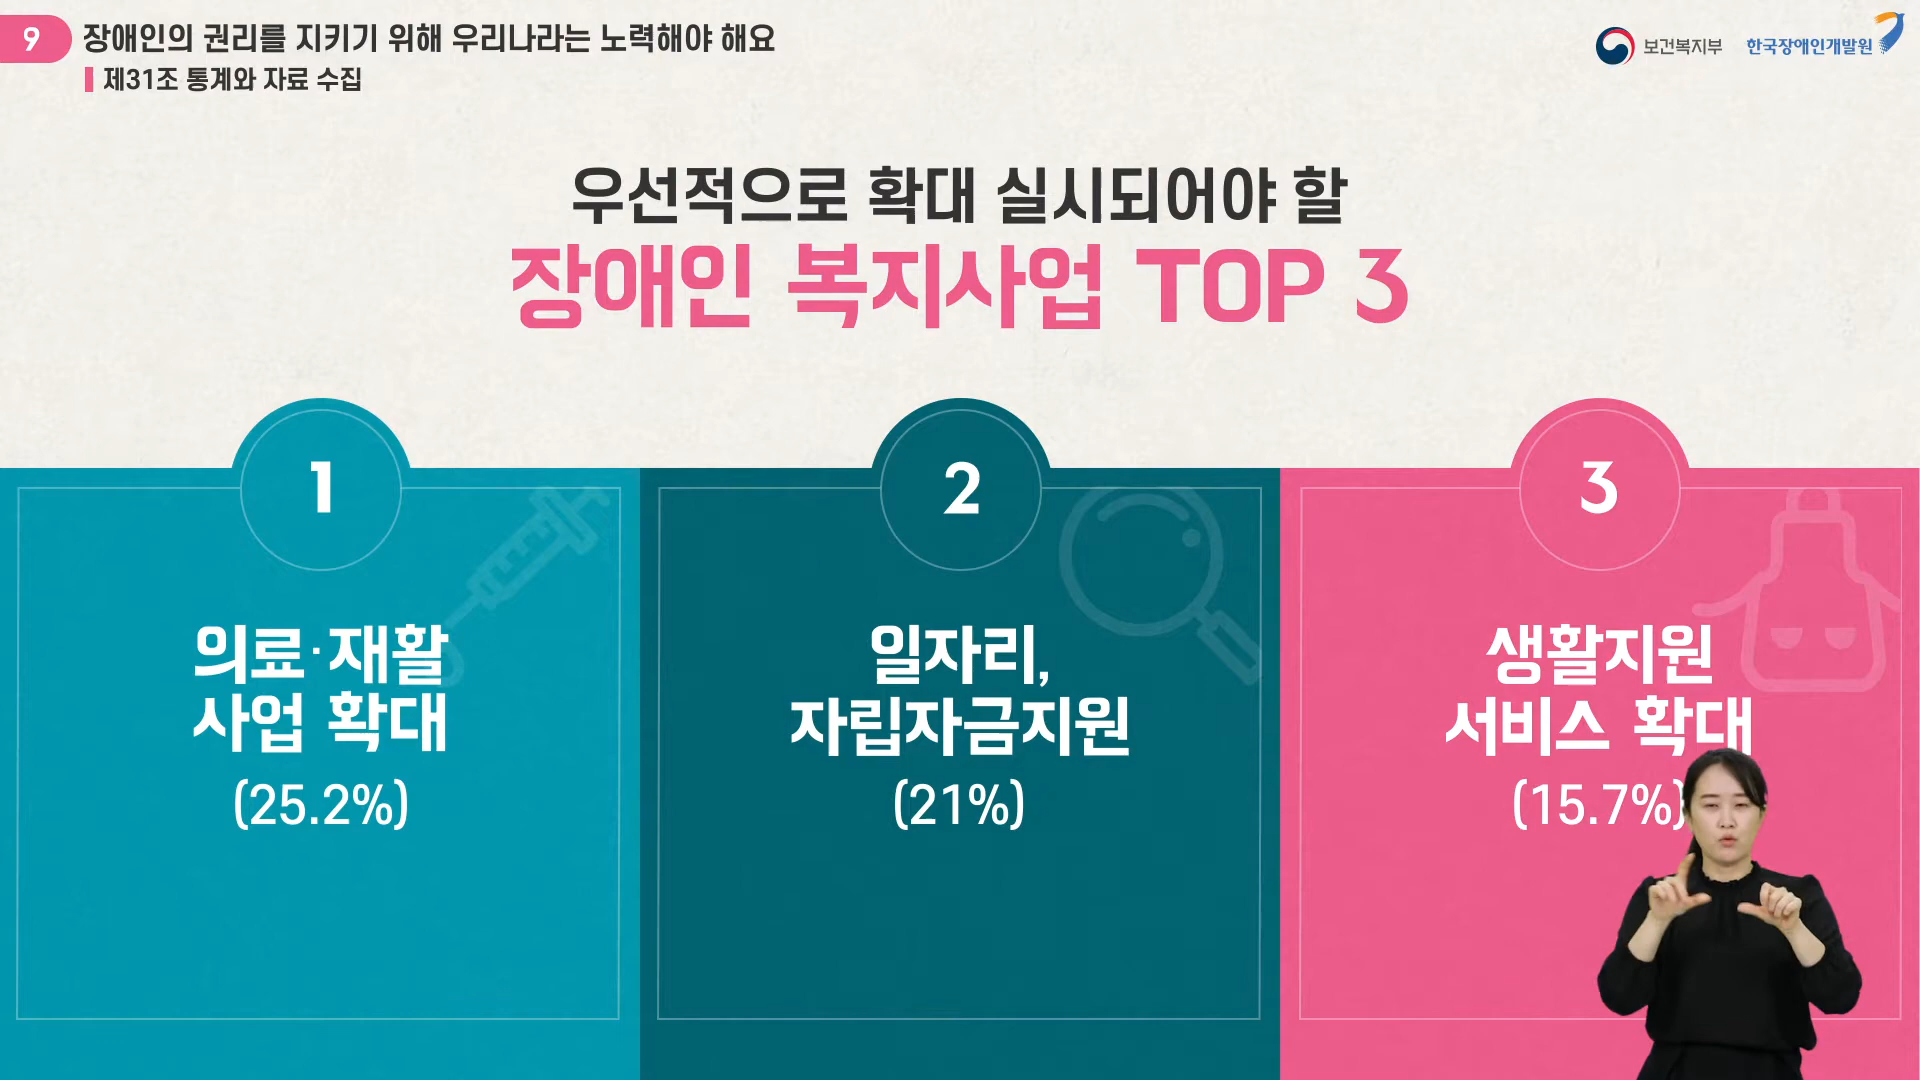 9
장애인의 권리를 지키기 위해 우리나라는 노력해야 해요
제31조 통계와 자료 수집
보건복지부
한국장애인개발원
우선적으로 확대 실시되어야 할
장애인 복지사업 TOP 3
1
의료·재활
사업 확대
(25.2%)
2
일자리,
자립자금지원
(21%)
3
생활지원
서비스 확대
(15.7%)